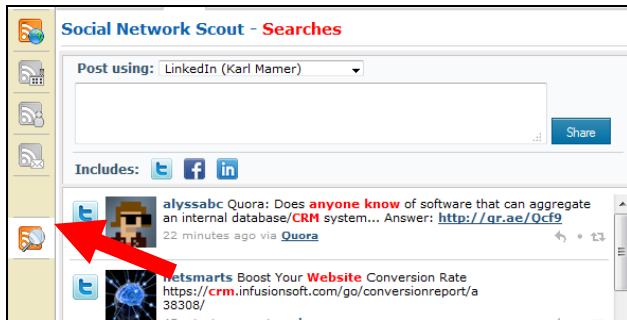 Social Network Scout - Searches
Post using: LinkedIn (Karl Mamer)
Share
Includes:
alyssabc Quora: Does anyone know of software that can aggregate
an internal database/CRM system... Answer: http://qr.ae/Qcf9
22 minutes ago via Quora
netsmarts Boost Your Website Conversion Rate
https://crm.infusionsoft.com/go/conversionreport/a
38308/